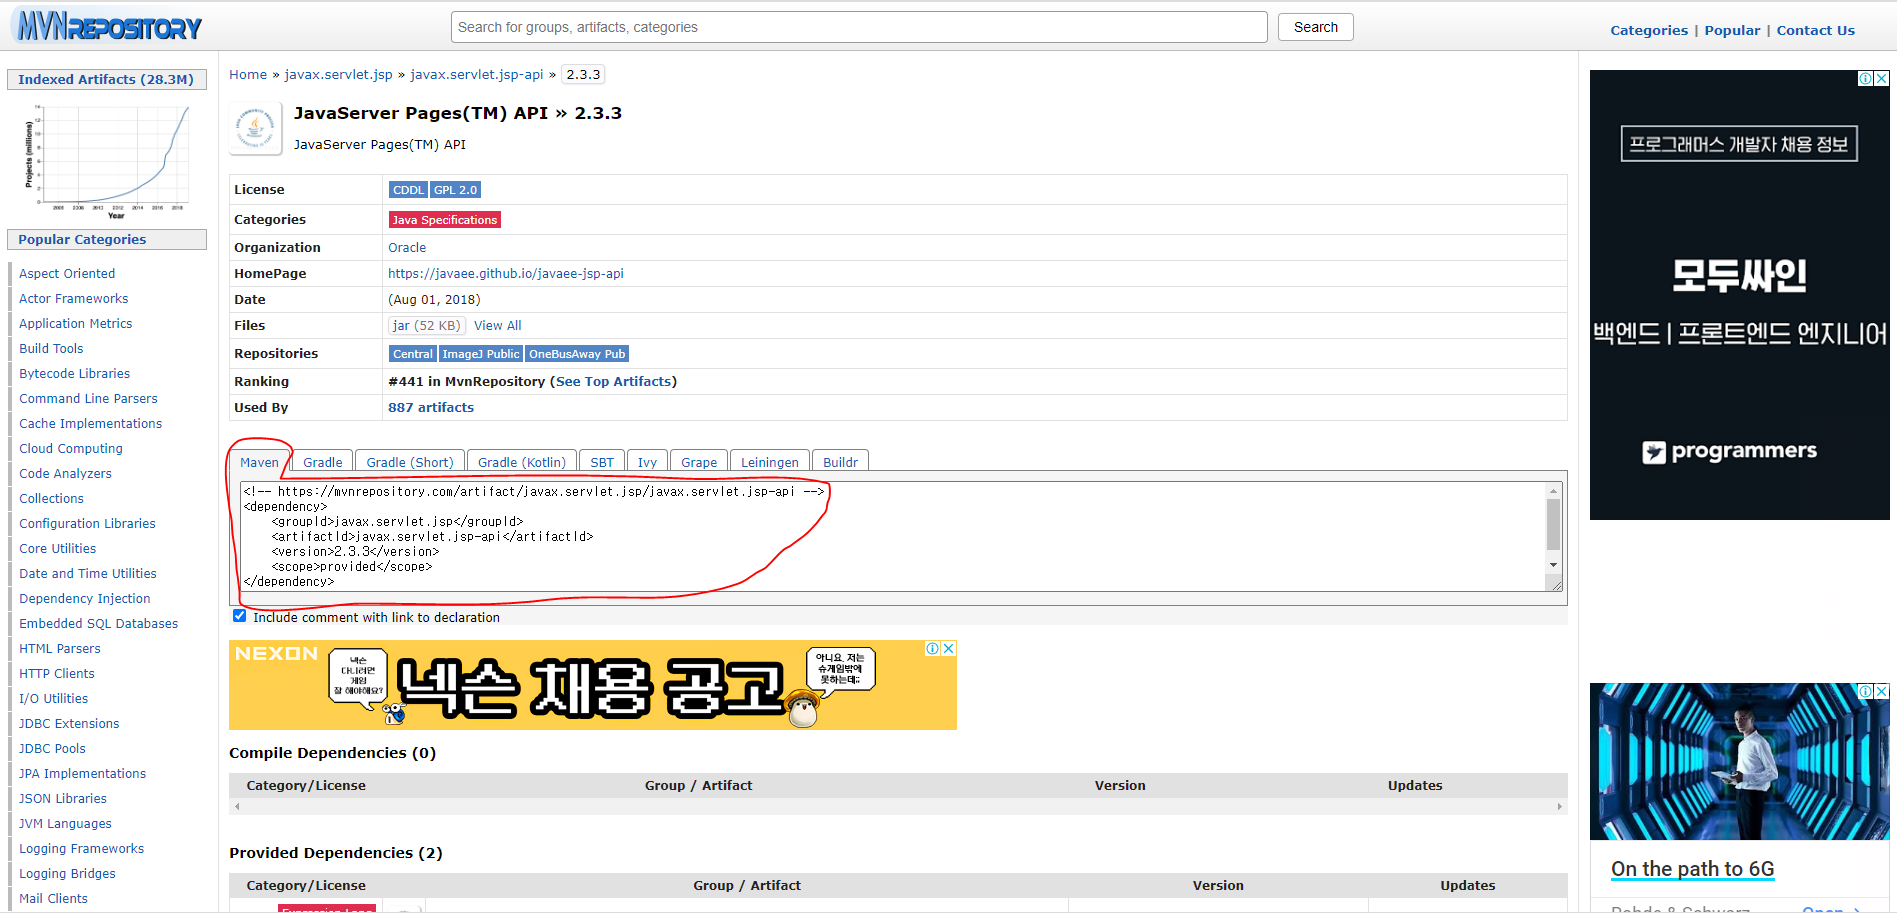 MVNREPOSITORY
Search for groups, artifacts, categories
Search
Categories | Popular | Contact Us
Indexed Artifacts (28.3M)
Projects (millions)
Year
Popular Categories
Aspect Oriented
Actor Frameworks
Application Metrics
Build Tools
Bytecode Libraries
Command Line Parsers
Cache Implementations
Cloud Computing
Code Analyzers
Collections
Configuration Libraries
Core Utilities
Date and Time Utilities
Dependency Injection
Embedded SQL Databases
HTML Parsers
HTTP Clients
I/O Utilities
JDBC Extensions
JDBC Pools
JPA Implementations
JSON Libraries
JVM Languages
Logging Frameworks
Logging Bridges
Mail Clients
Home » javax.servlet.jsp » javax.servlet.jsp-api » 2.3.3
JavaServer Pages(TM) API » 2.3.3
JavaServer Pages(TM) API
License CDDL GPL 2.0
Categories Java Specifications
Organization Oracle
HomePage https://javaee.github.io/javaee-jsp-api
Date (Aug 01, 2018)
Files jar (52 KB) View All
Repositories Central ImageJ Public OneBusAway Pub
Ranking #441 in MvnRepository (See Top Artifacts)
Used By 887 artifacts
Maven Gradle Gradle (Short) Gradle (Kotlin) SBT Ivy Grape Leiningen Buildr
<!-- https://mvnrepository.com/artifact/javax.servlet.jsp/javax.servlet.jsp-api -->
<dependency>
    <groupId>javax.servlet.jsp</groupId>
    <artifactId>javax.servlet.jsp-api</artifactId>
    <version>2.3.3</version>
    <scope>provided</scope>
</dependency>
Include comment with link to declaration
NEXON
넥슨
다니려면
게임
잘 해야해요?
넥슨 채용 공고
아니요, 저는
슈게임밖에
못하는데;;
Compile Dependencies (0)
Category/License Group / Artifact Version Updates
Provided Dependencies (2)
Category/License Group / Artifact Version Updates
프로그래머스 개발자 채용 정보
모두싸인
백엔드 | 프론트엔드 엔지니어
programmers
On the path to 6G
Rohde & Schwarz
Open